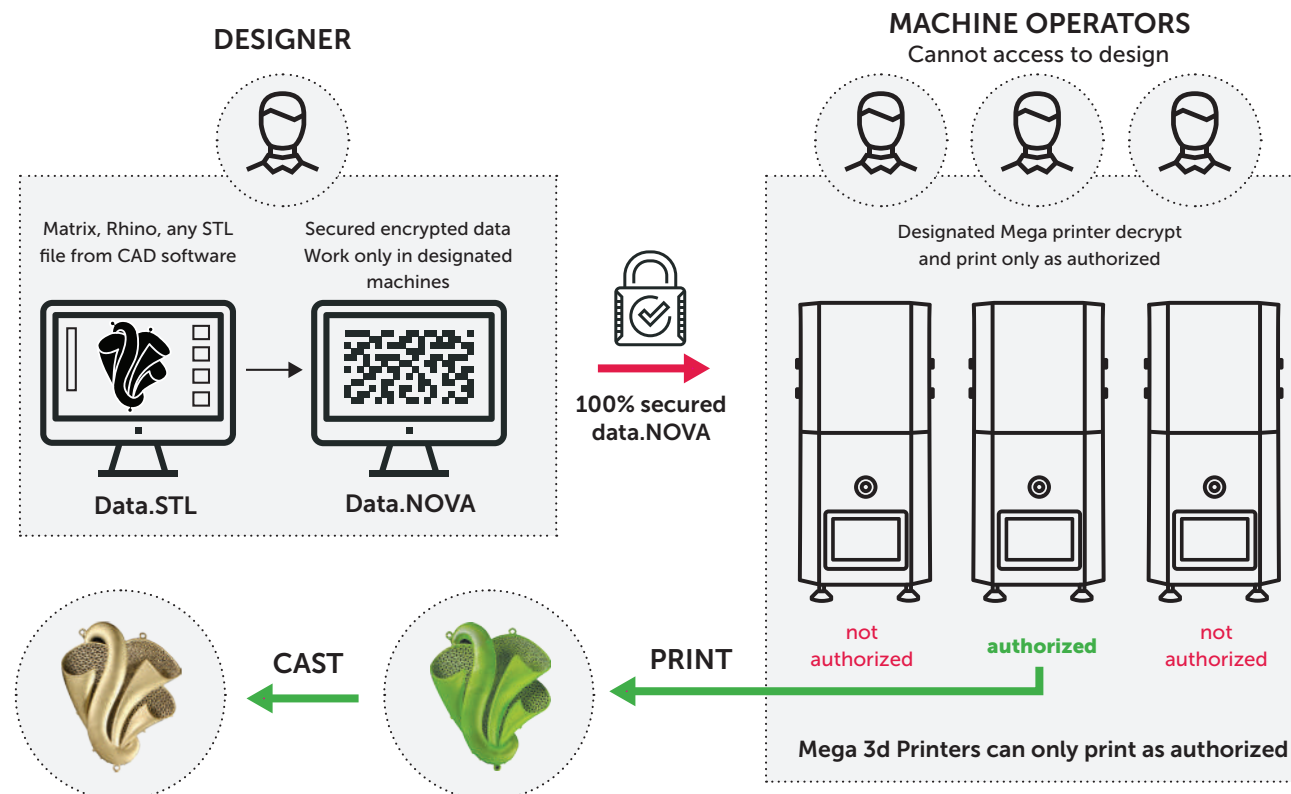 DESIGNER
Matrix, Rhino, any STL
file from CAD software
Secured encrypted data
Work only in designated
machines
Data.STL
Data.NOVA
100% secured
data.NOVA
MACHINE OPERATORS
Cannot access to design
Designated Mega printer decrypt
and print only as authorized
not
authorized
authorized
not
authorized
Mega 3d Printers can only print as authorized
PRINT
CAST